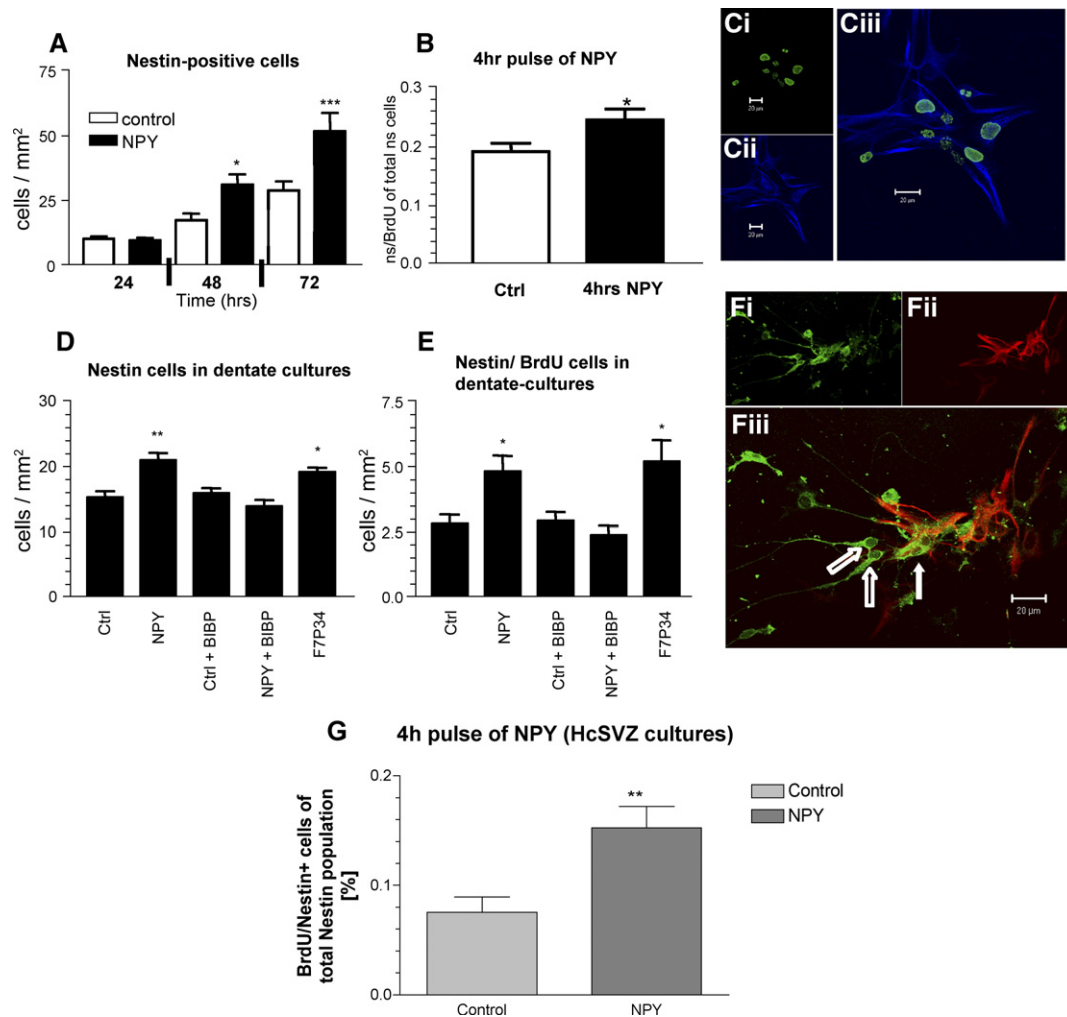 A
Nestin-positive cells
75
50
25
0
cells / mm²
control
NPY
*
***
24
48
72
Time (hrs)
B
4hr pulse of NPY
0.3
0.2
0.1
0.0
ns/BrdU of total ns cells
*
Ctrl
4hrs NPY
Ci
20 µm
Cii
20 µm
Ciii
20 µm
D
Nestin cells in dentate cultures
30
20
10
0
cells / mm²
**
*
Ctrl
NPY
Ctrl + BIBP
NPY + BIBP
F7P34
E
Nestin/ BrdU cells in
dentate-cultures
7.5
5.0
2.5
0.0
cells / mm²
*
*
Ctrl
NPY
Ctrl + BIBP
NPY + BIBP
F7P34
Fi
Fii
Fiii
20 µm
G
4h pulse of NPY (HcSVZ cultures)
0.2
0.1
0.0
BrdU/Nestin+ cells of
total Nestin population
[%]
**
Control
NPY
Control
NPY